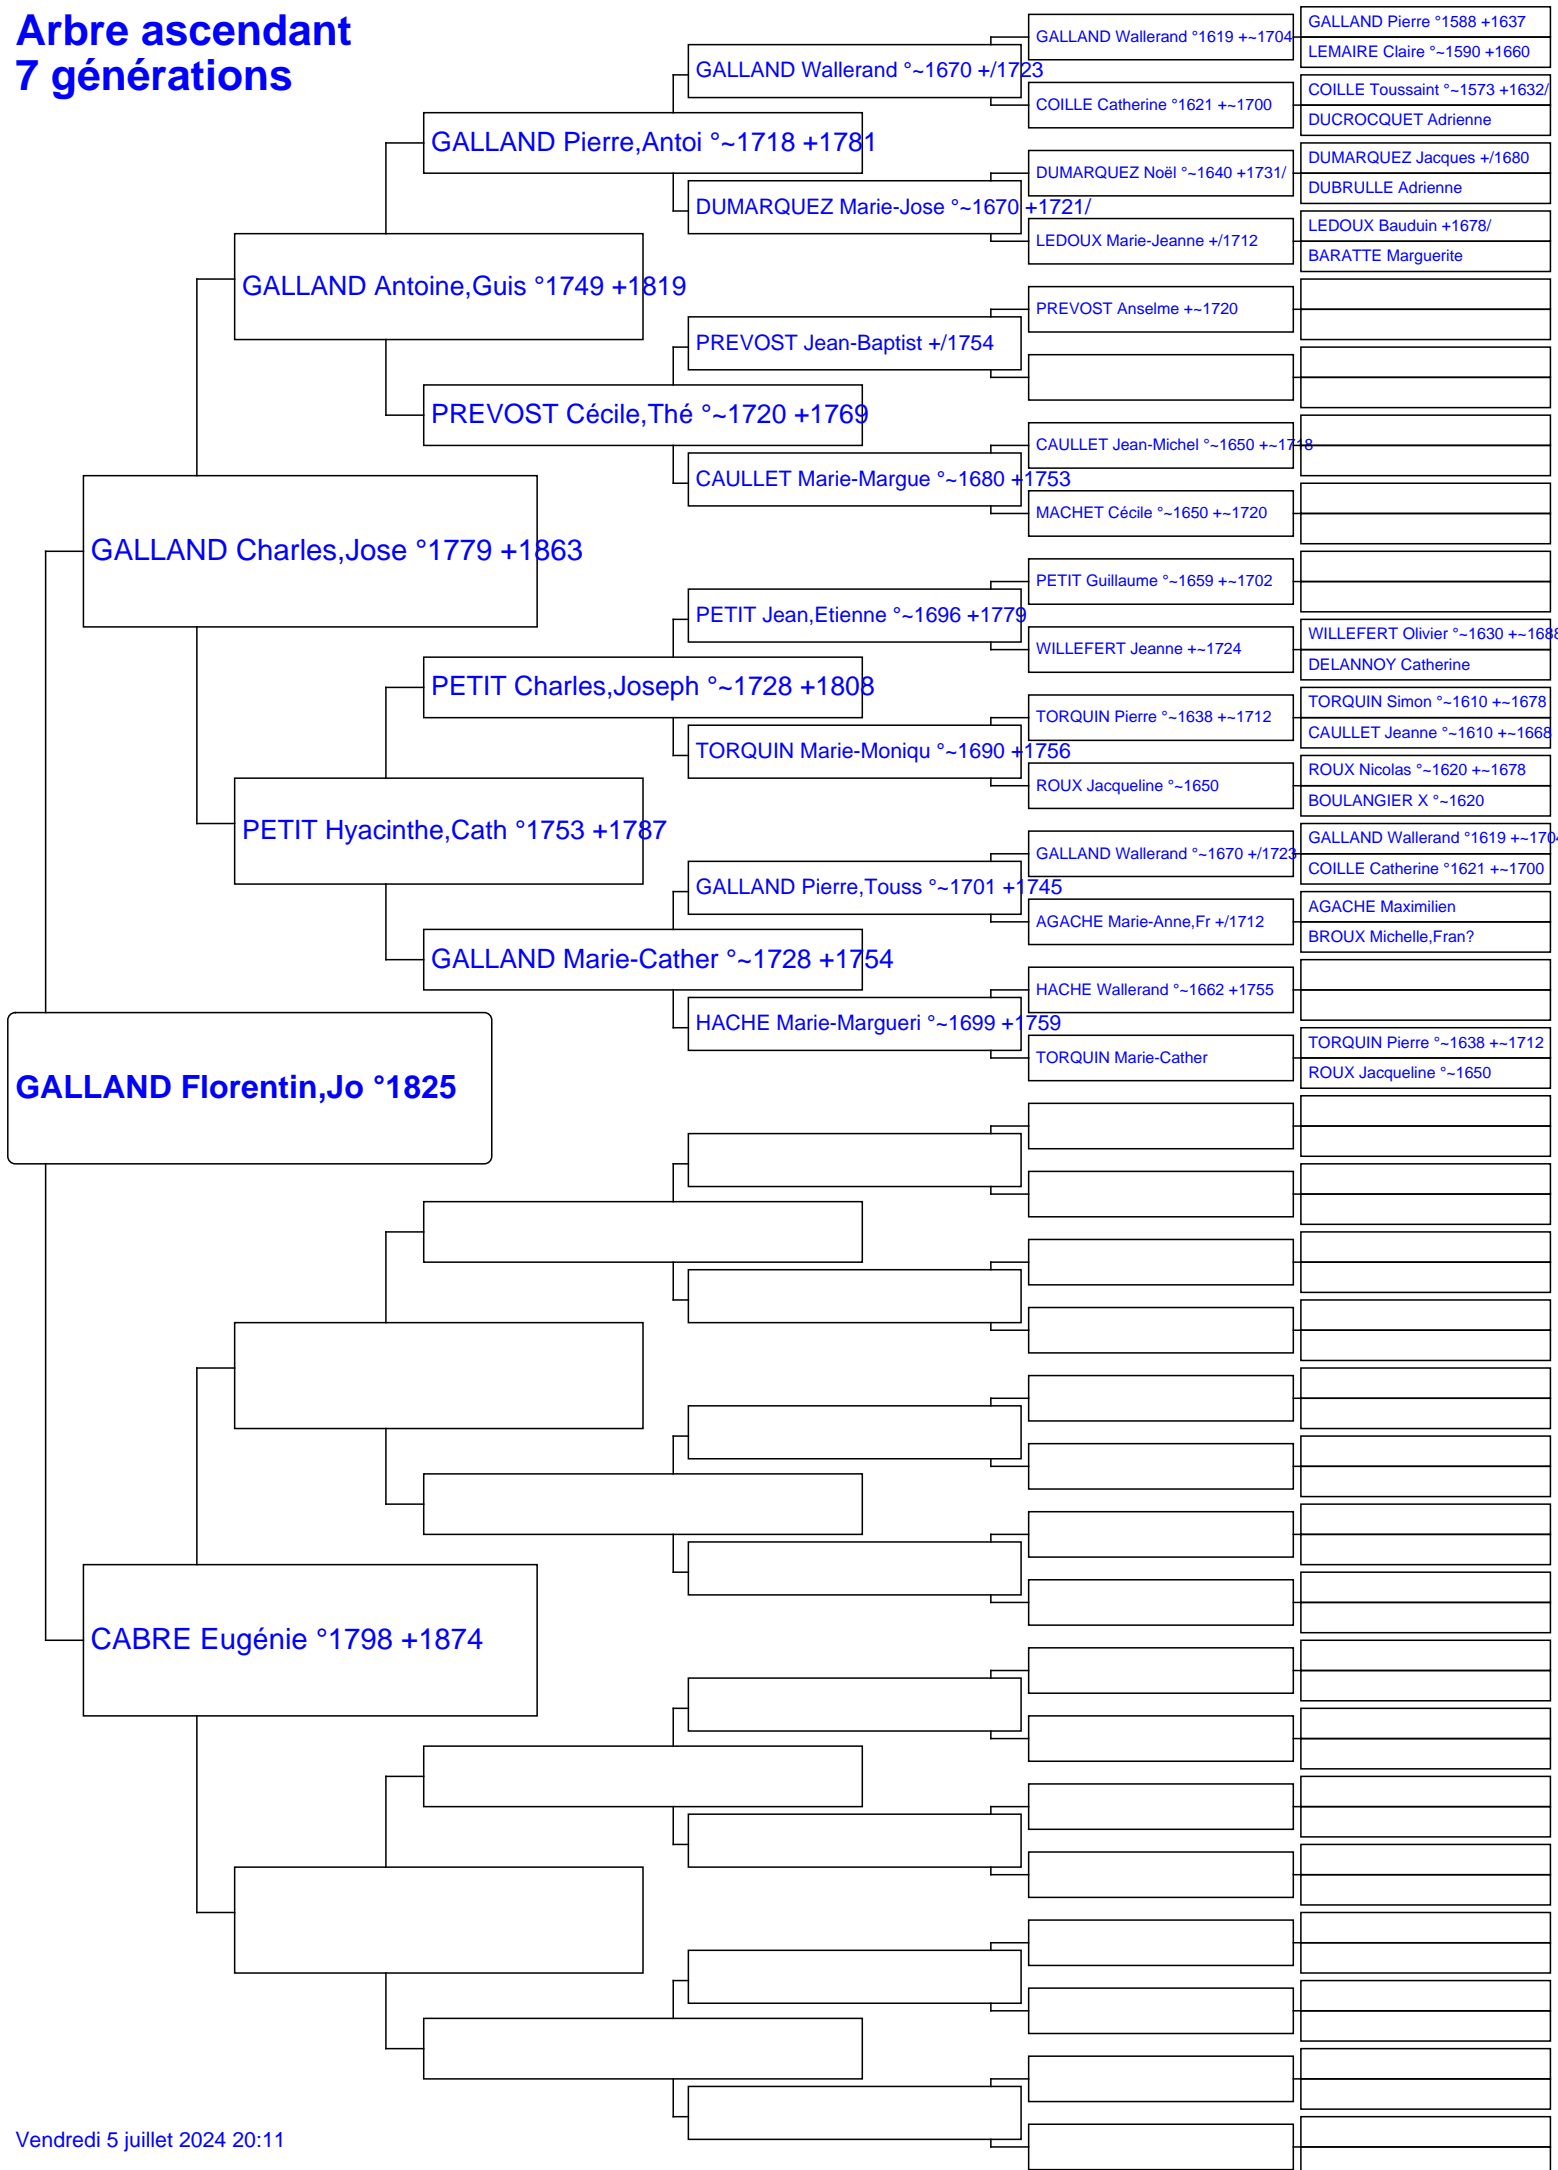 Arbre ascendant
7 générations
GALLAND Florentin,Jo °1825
GALLAND Charles,Jose °1779 +1863
CABRE Eugénie °1798 +1874
GALLAND Antoine,Guis °1749 +1819
PETIT Hyacinthe,Cath °1753 +1787
GALLAND Pierre,Antoi °~1718 +1781
PREVOST Cécile,Thé °~1720 +1769
PETIT Charles,Joseph °~1728 +1808
GALLAND Marie-Cather °~1728 +1754
GALLAND Wallerand °~1670 +/1723
DUMARQUEZ Marie-Jose °~1670 +1721/
PREVOST Jean-Baptist +/1754
CAULLET Marie-Margue °~1680 +1753
PETIT Jean,Etienne °~1696 +1779
TORQUIN Marie-Moniqu °~1690 +1756
GALLAND Pierre,Touss °~1701 +1745
HACHE Marie-Margueri °~1699 +1759
GALLAND Wallerand °1619 +~1704
COILLE Catherine °1621 +~1700
DUMARQUEZ Noël °~1640 +1731/
LEDOUX Marie-Jeanne +/1712
PREVOST Anselme +~1720
CAULLET Jean-Michel °~1650 +~1718
MACHET Cécile °~1650 +~1720
PETIT Guillaume °~1659 +~1702
WILLEFERT Jeanne +~1724
TORQUIN Pierre °~1638 +~1712
ROUX Jacqueline °~1650
GALLAND Wallerand °~1670 +/1723
AGACHE Marie-Anne,Fr +/1712
HACHE Wallerand °~1662 +1755
TORQUIN Marie-Cather
GALLAND Pierre °1588 +1637
LEMAIRE Claire °~1590 +1660
COILLE Toussaint °~1573 +1632/
DUCROCQUET Adrienne
DUMARQUEZ Jacques +/1680
DUBRULLE Adrienne
LEDOUX Bauduin +1678/
BARATTE Marguerite
WILLEFERT Olivier °~1630 +~1688
DELANNOY Catherine
TORQUIN Simon °~1610 +~1678
CAULLET Jeanne °~1610 +~1668
ROUX Nicolas °~1620 +~1678
BOULANGIER X °~1620
GALLAND Wallerand °1619 +~1704
COILLE Catherine °1621 +~1700
AGACHE Maximilien
BROUX Michelle,Fran?
TORQUIN Pierre °~1638 +~1712
ROUX Jacqueline °~1650
Vendredi 5 juillet 2024 20:11